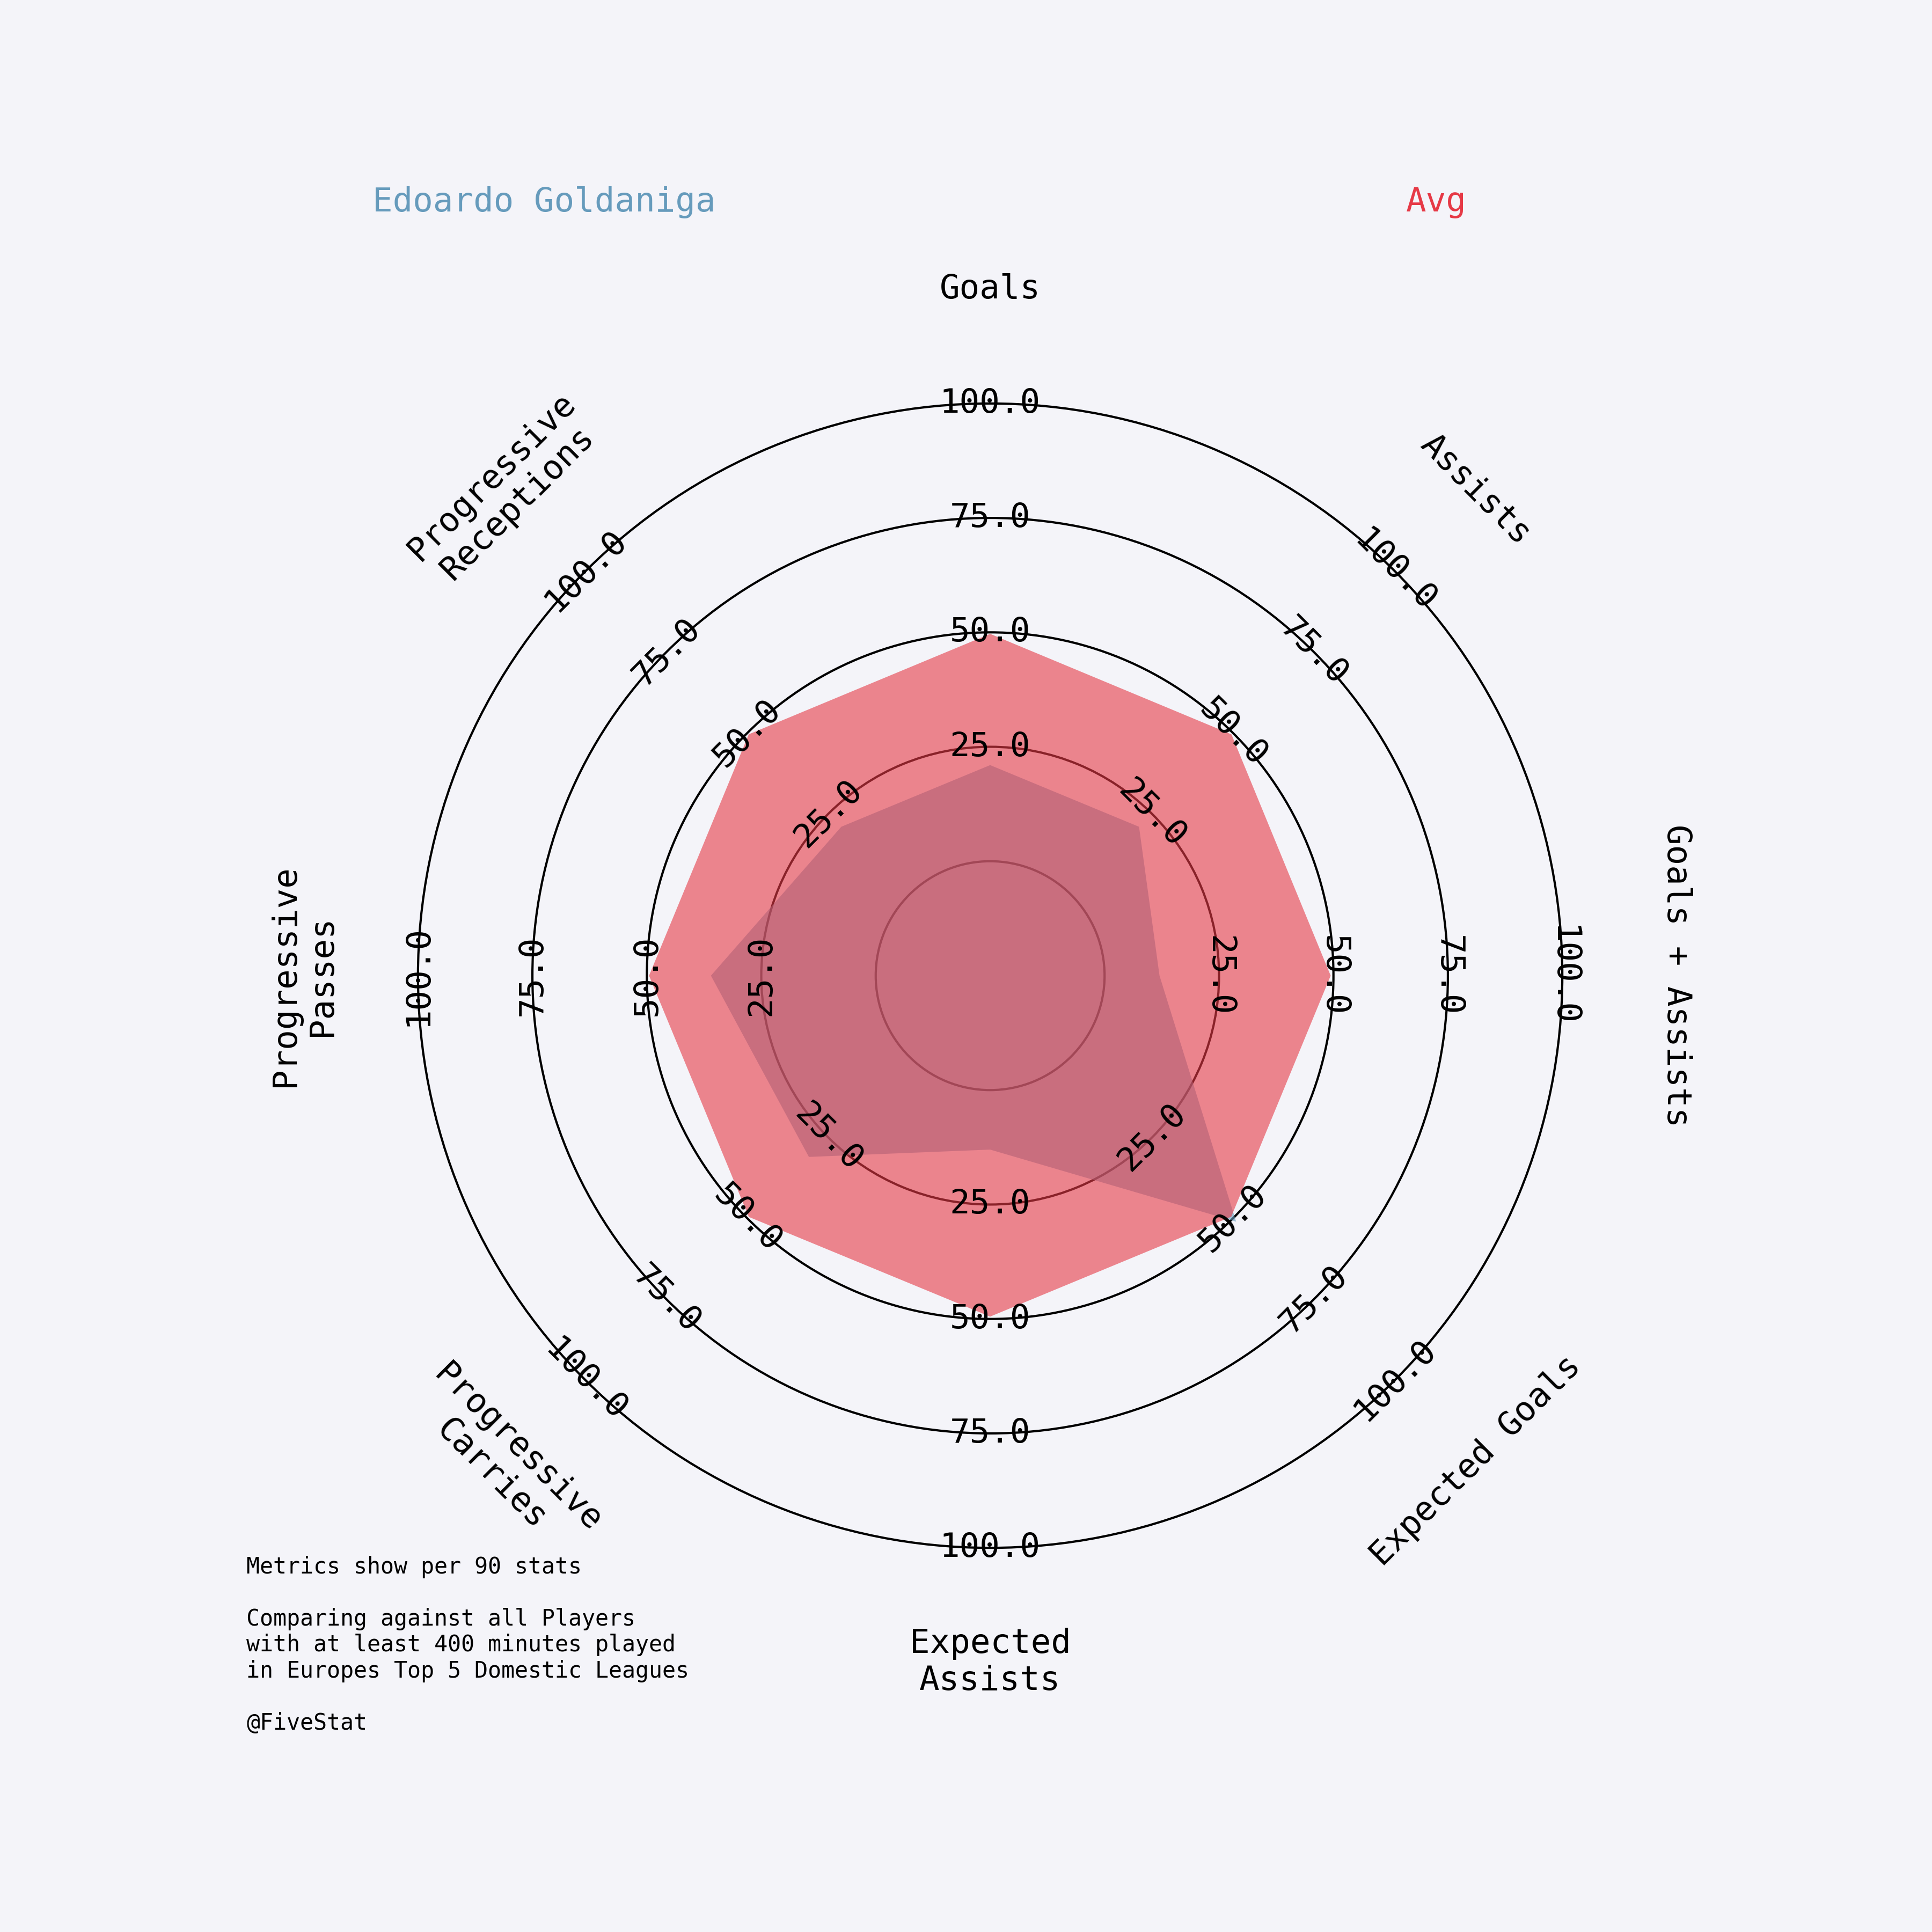 Edoardo Goldaniga
Avg
Goals
Assists
Goals + Assists
Expected Goals
Expected
Assists
Progressive
Carries
Progressive
Passes
Progressive
Receptions
100.0
75.0
50.0
25.0
100.0
75.0
50.0
25.0
100.0
75.0
50.0
25.0
100.0
75.0
50.0
25.0
25.0
50.0
75.0
100.0
25.0
50.0
75.0
100.0
100.0
75.0
50.0
25.0
100.0
75.0
50.0
25.0
Metrics show per 90 stats
Comparing against all Players
with at least 400 minutes played
in Europes Top 5 Domestic Leagues
@FiveStat